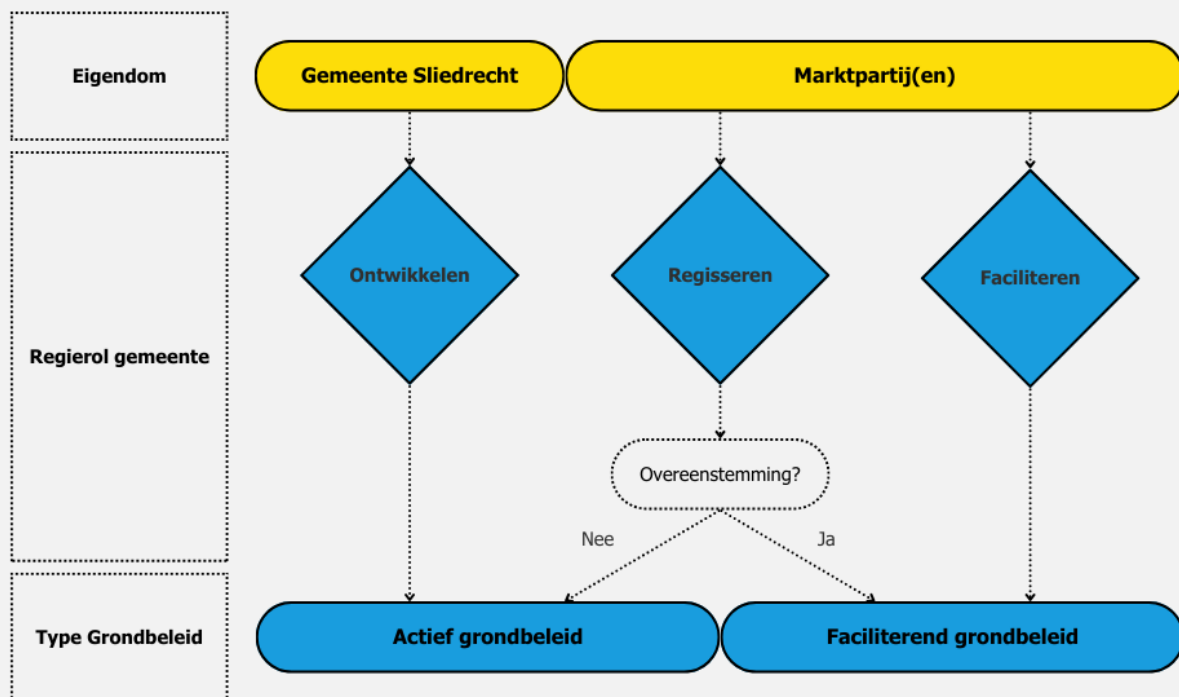 Eigendom
Gemeente Sliedrecht
Marktpartij(en)
Regierol gemeente
Ontwikkelen
Regisseren
Faciliteren
Overeenstemming?
Nee
Ja
Type Grondbeleid
Actief grondbeleid
Faciliterend grondbeleid